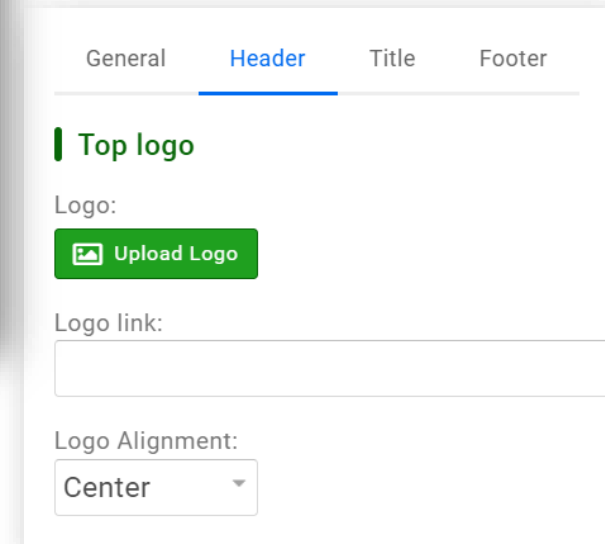 General Header Title Footer
Top logo
Logo:
Upload Logo
Logo link:
Logo Alignment:
Center